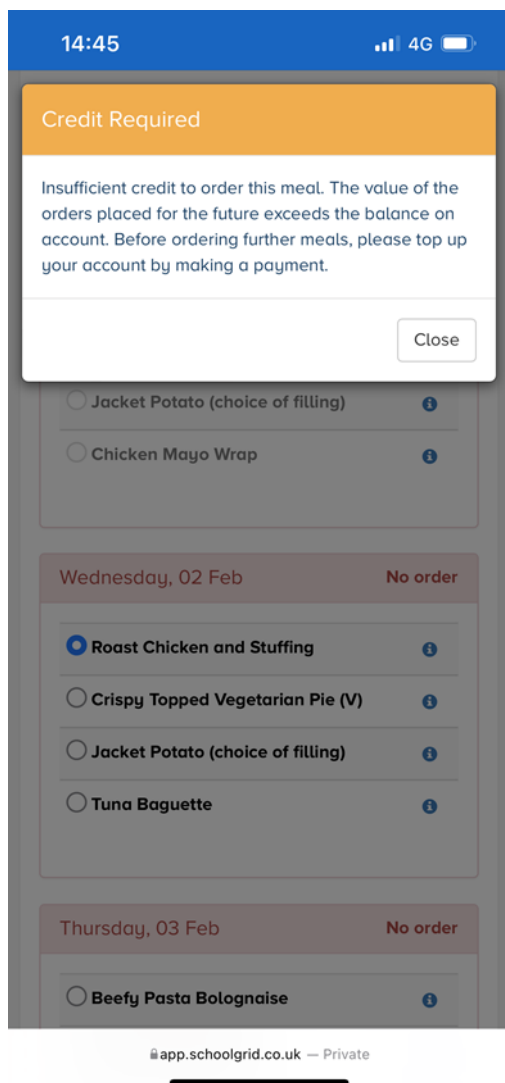 14:45 4G
Credit Required
Insufficient credit to order this meal. The value of the
orders placed for the future exceeds the balance on
account. Before ordering further meals, please top up
your account by making a payment.
Close
Jacket Potato (choice of filling)
Chicken Mayo Wrap
Wednesday, 02 Feb No order
Roast Chicken and Stuffing
Crispy Topped Vegetarian Pie (V)
Jacket Potato (choice of filling)
Tuna Baguette
Thursday, 03 Feb No order
Beefy Pasta Bolognaise
app.schoolgrid.co.uk — Private